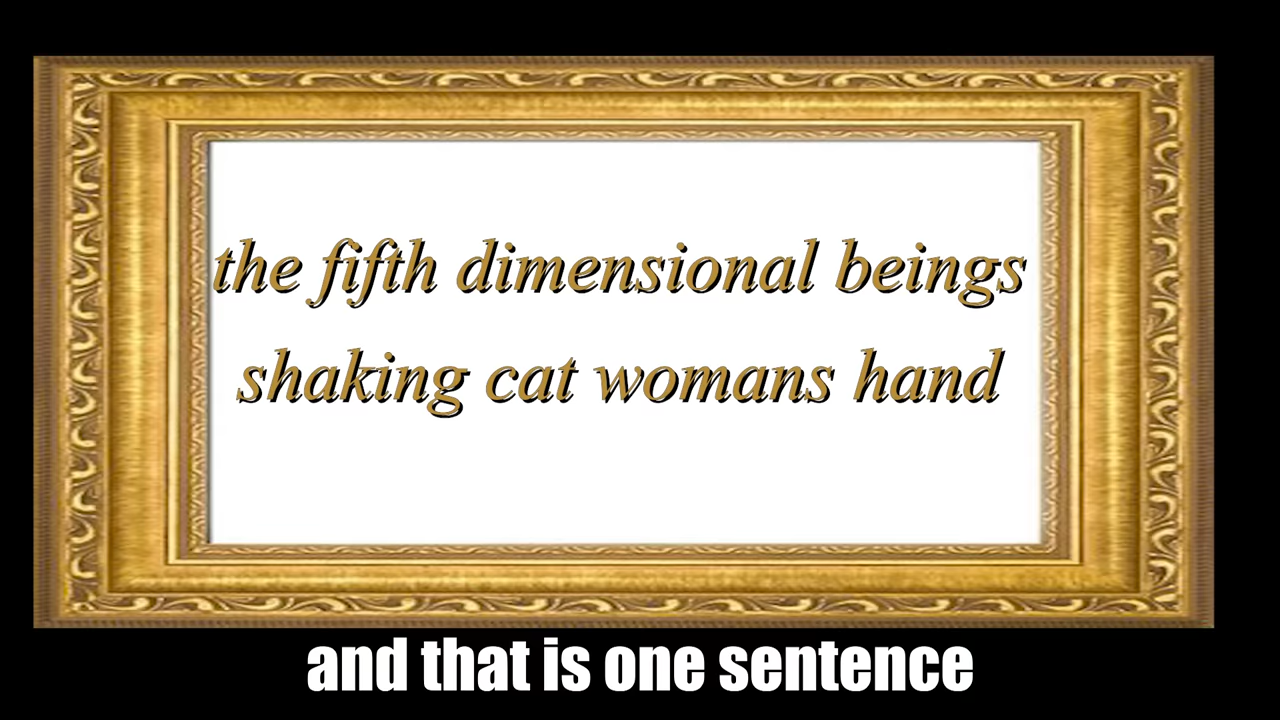 the fifth dimensional beings
shaking cat womans hand
and that is one sentence